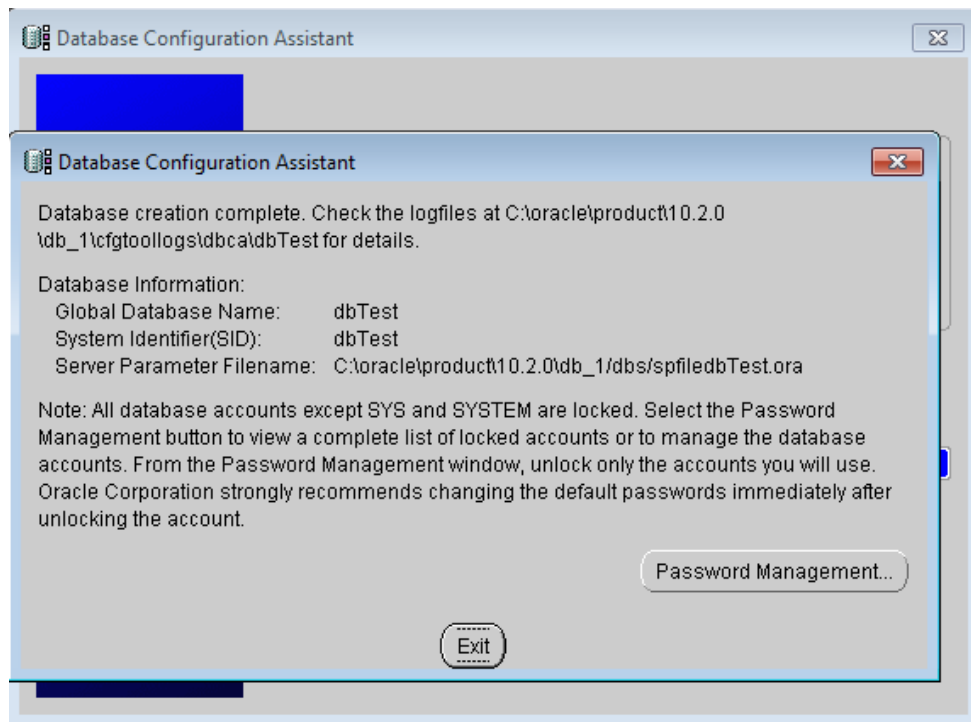 Database Configuration Assistant
Database Configuration Assistant
Database creation complete. Check the logfiles at C:\oracle\product\10.2.0
\db_1\cfgtoollogs\dbca\dbTest for details.
Database Information:
Global Database Name: dbTest
System Identifier(SID): dbTest
Server Parameter Filename: C:\oracle\product\10.2.0\db_1/dbs/spfiledbTest.ora
Note: All database accounts except SYS and SYSTEM are locked. Select the Password
Management button to view a complete list of locked accounts or to manage the database
accounts. From the Password Management window, unlock only the accounts you will use.
Oracle Corporation strongly recommends changing the default passwords immediately after
unlocking the account.
Password Management...
Exit